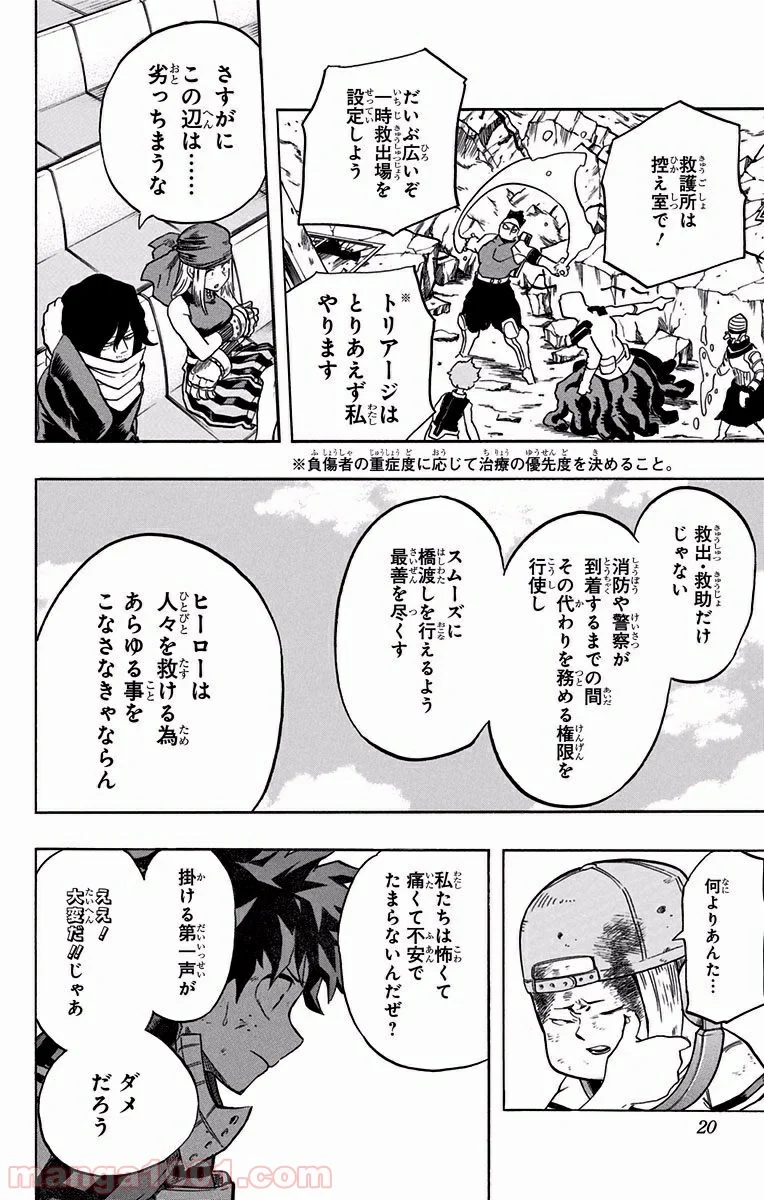 救護所は
控え室で！
だいぶ広いぞ
一時救出場を
設定しよう
※トリアージは
とりあえず私
やります
さすがに
この辺は……
劣っちまうな
※負傷者の重症度に応じて治療の優先度を決めること。
救出・救助だけ
じゃない
消防や警察が
到着するまでの間
その代わりを務める権限を
行使し
スムーズに
橋渡しを行えるよう
最善を尽くす
ヒーローは
人々を救ける為
あらゆる事を
こなさなきゃならん
何よりあんた…
私たちは怖くて
痛くて不安で
たまらないんだぜ？
掛ける第一声が
ええ！
大変だ!!じゃあ
ダメ
だろう
20
manga1001.com